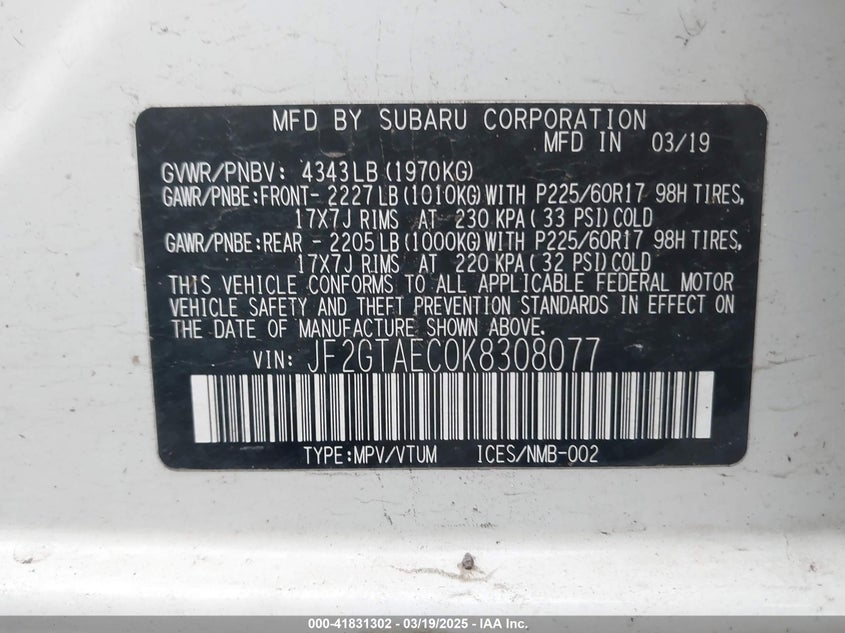 MFD BY SUBARU CORPORATION
MFD IN 03/19
GVWR/PNBV: 4343LB (1970KG)
GAWR/PNBE:FRONT- 2227LB (1010KG)WITH P225/60R17 98H TIRES,
17X7J RIMS AT 230 KPA( 33 PSI)COLD
GAWR/PNBE:REAR - 2205LB (1000KG)WITH P225/60R17 98H TIRES,
17X7J RIMS AT 220 KPA( 32 PSI)COLD
THIS VEHICLE CONFORMS TO ALL APPLICABLE FEDERAL MOTOR
VEHICLE SAFETY AND THEFT PREVENTION STANDARDS IN EFFECT ON
THE DATE OF MANUFACTURE SHOWN ABOVE.
VIN: JF2GTAEC0K8308077
TYPE:MPV/VTUM ICES/NMB-002
000-41831302 — 03/19/2025 — IAA, Inc.